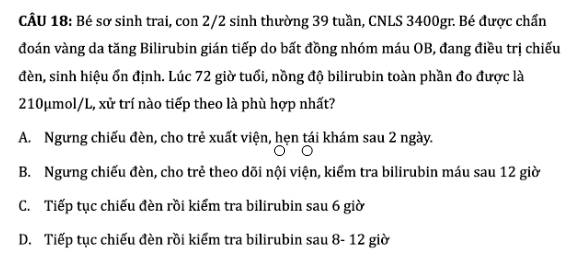 CÂU 18: Bé sơ sinh trai, con 2/2 sinh thường 39 tuần, CNLS 3400gr. Bé được chẩn
đoán vàng da tăng Bilirubin gián tiếp do bất đồng nhóm máu OB, đang điều trị chiếu
đèn, sinh hiệu ổn định. Lúc 72 giờ tuổi, nồng độ bilirubin toàn phần đo được là
210µmol/L, xử trí nào tiếp theo là phù hợp nhất?
A. Ngưng chiếu đèn, cho trẻ xuất viện, hẹn tái khám sau 2 ngày.
B. Ngưng chiếu đèn, cho trẻ theo dõi nội viện, kiểm tra bilirubin máu sau 12 giờ
C. Tiếp tục chiếu đèn rồi kiểm tra bilirubin sau 6 giờ
D. Tiếp tục chiếu đèn rồi kiểm tra bilirubin sau 8- 12 giờ